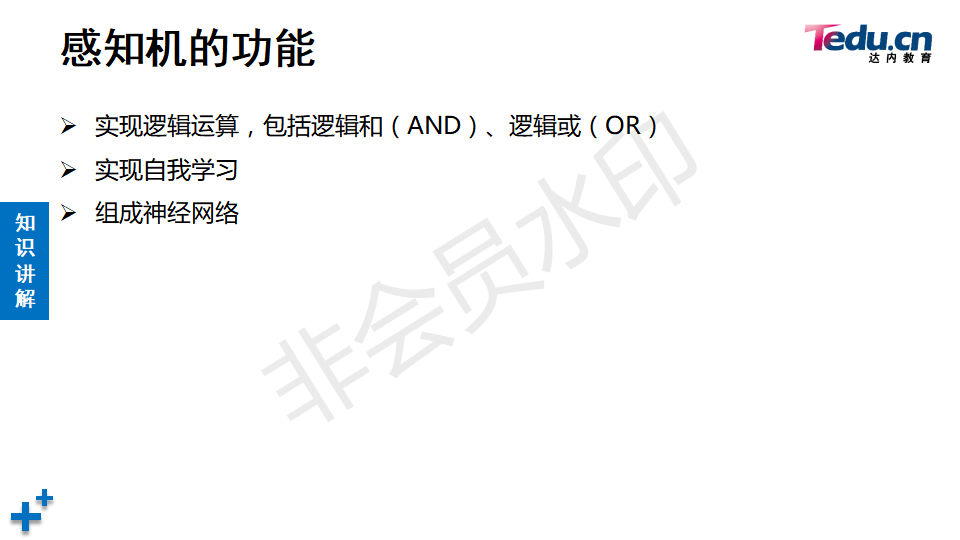 感知机的功能
Tedu.cn
达内教育
➢ 实现逻辑运算，包括逻辑和（AND）、逻辑或（OR）
➢ 实现自我学习
➢ 组成神经网络
知识讲解
非会员水印